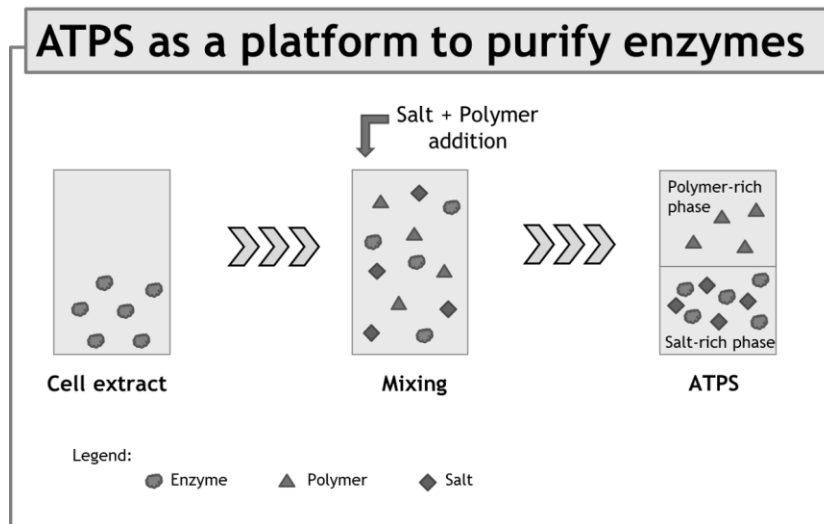 ATPS as a platform to purify enzymes
Salt + Polymer
addition
Polymer-rich
phase
Salt-rich phase
Cell extract
Mixing
ATPS
Legend:
Enzyme
Polymer
Salt